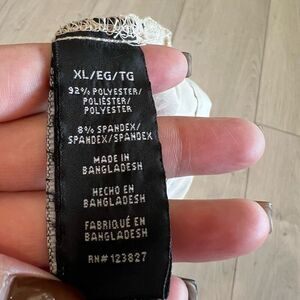 XL/EG/TG
92% POLYESTER/
POLIÉSTER/
POLYESTER
8% SPANDEX/
SPANDEX/SPANDEX
MADE IN
BANGLADESH
HECHO EN
BANGLADESH
FABRIQUÉ EN
BANGLADESH
RN# 123827